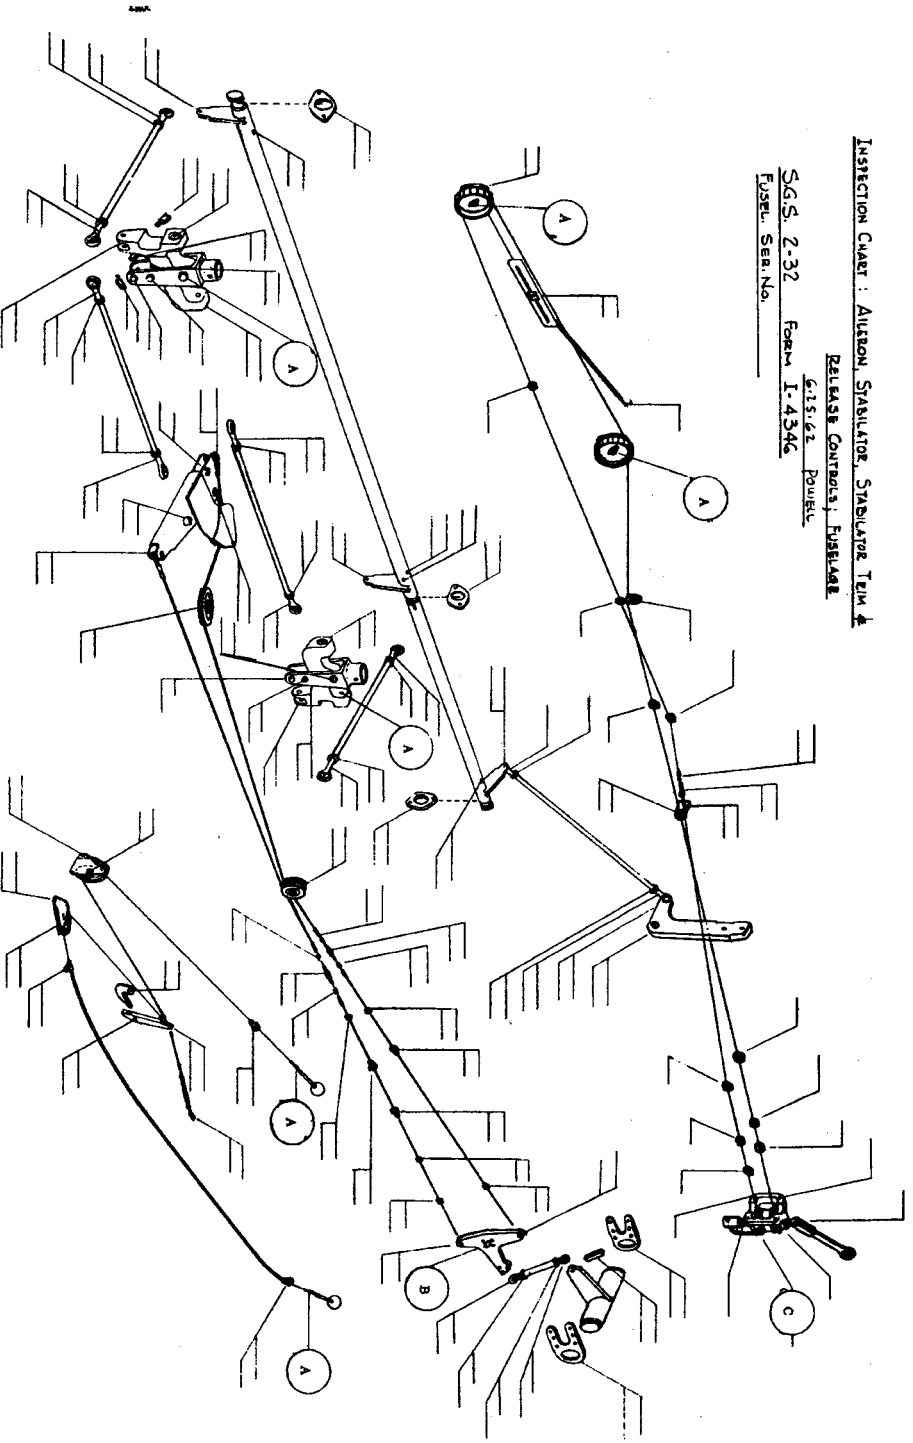 INSPECTION CHART : AILERON, STABILATOR, STABILATOR TRIM &
RELEASE CONTROLS; FUSELAGE
6·25·62 POWELL
S.G.S. 2-32 FORM I-4346
FUSEL. SER. NO.
A
A
A
A
A
A
B
C